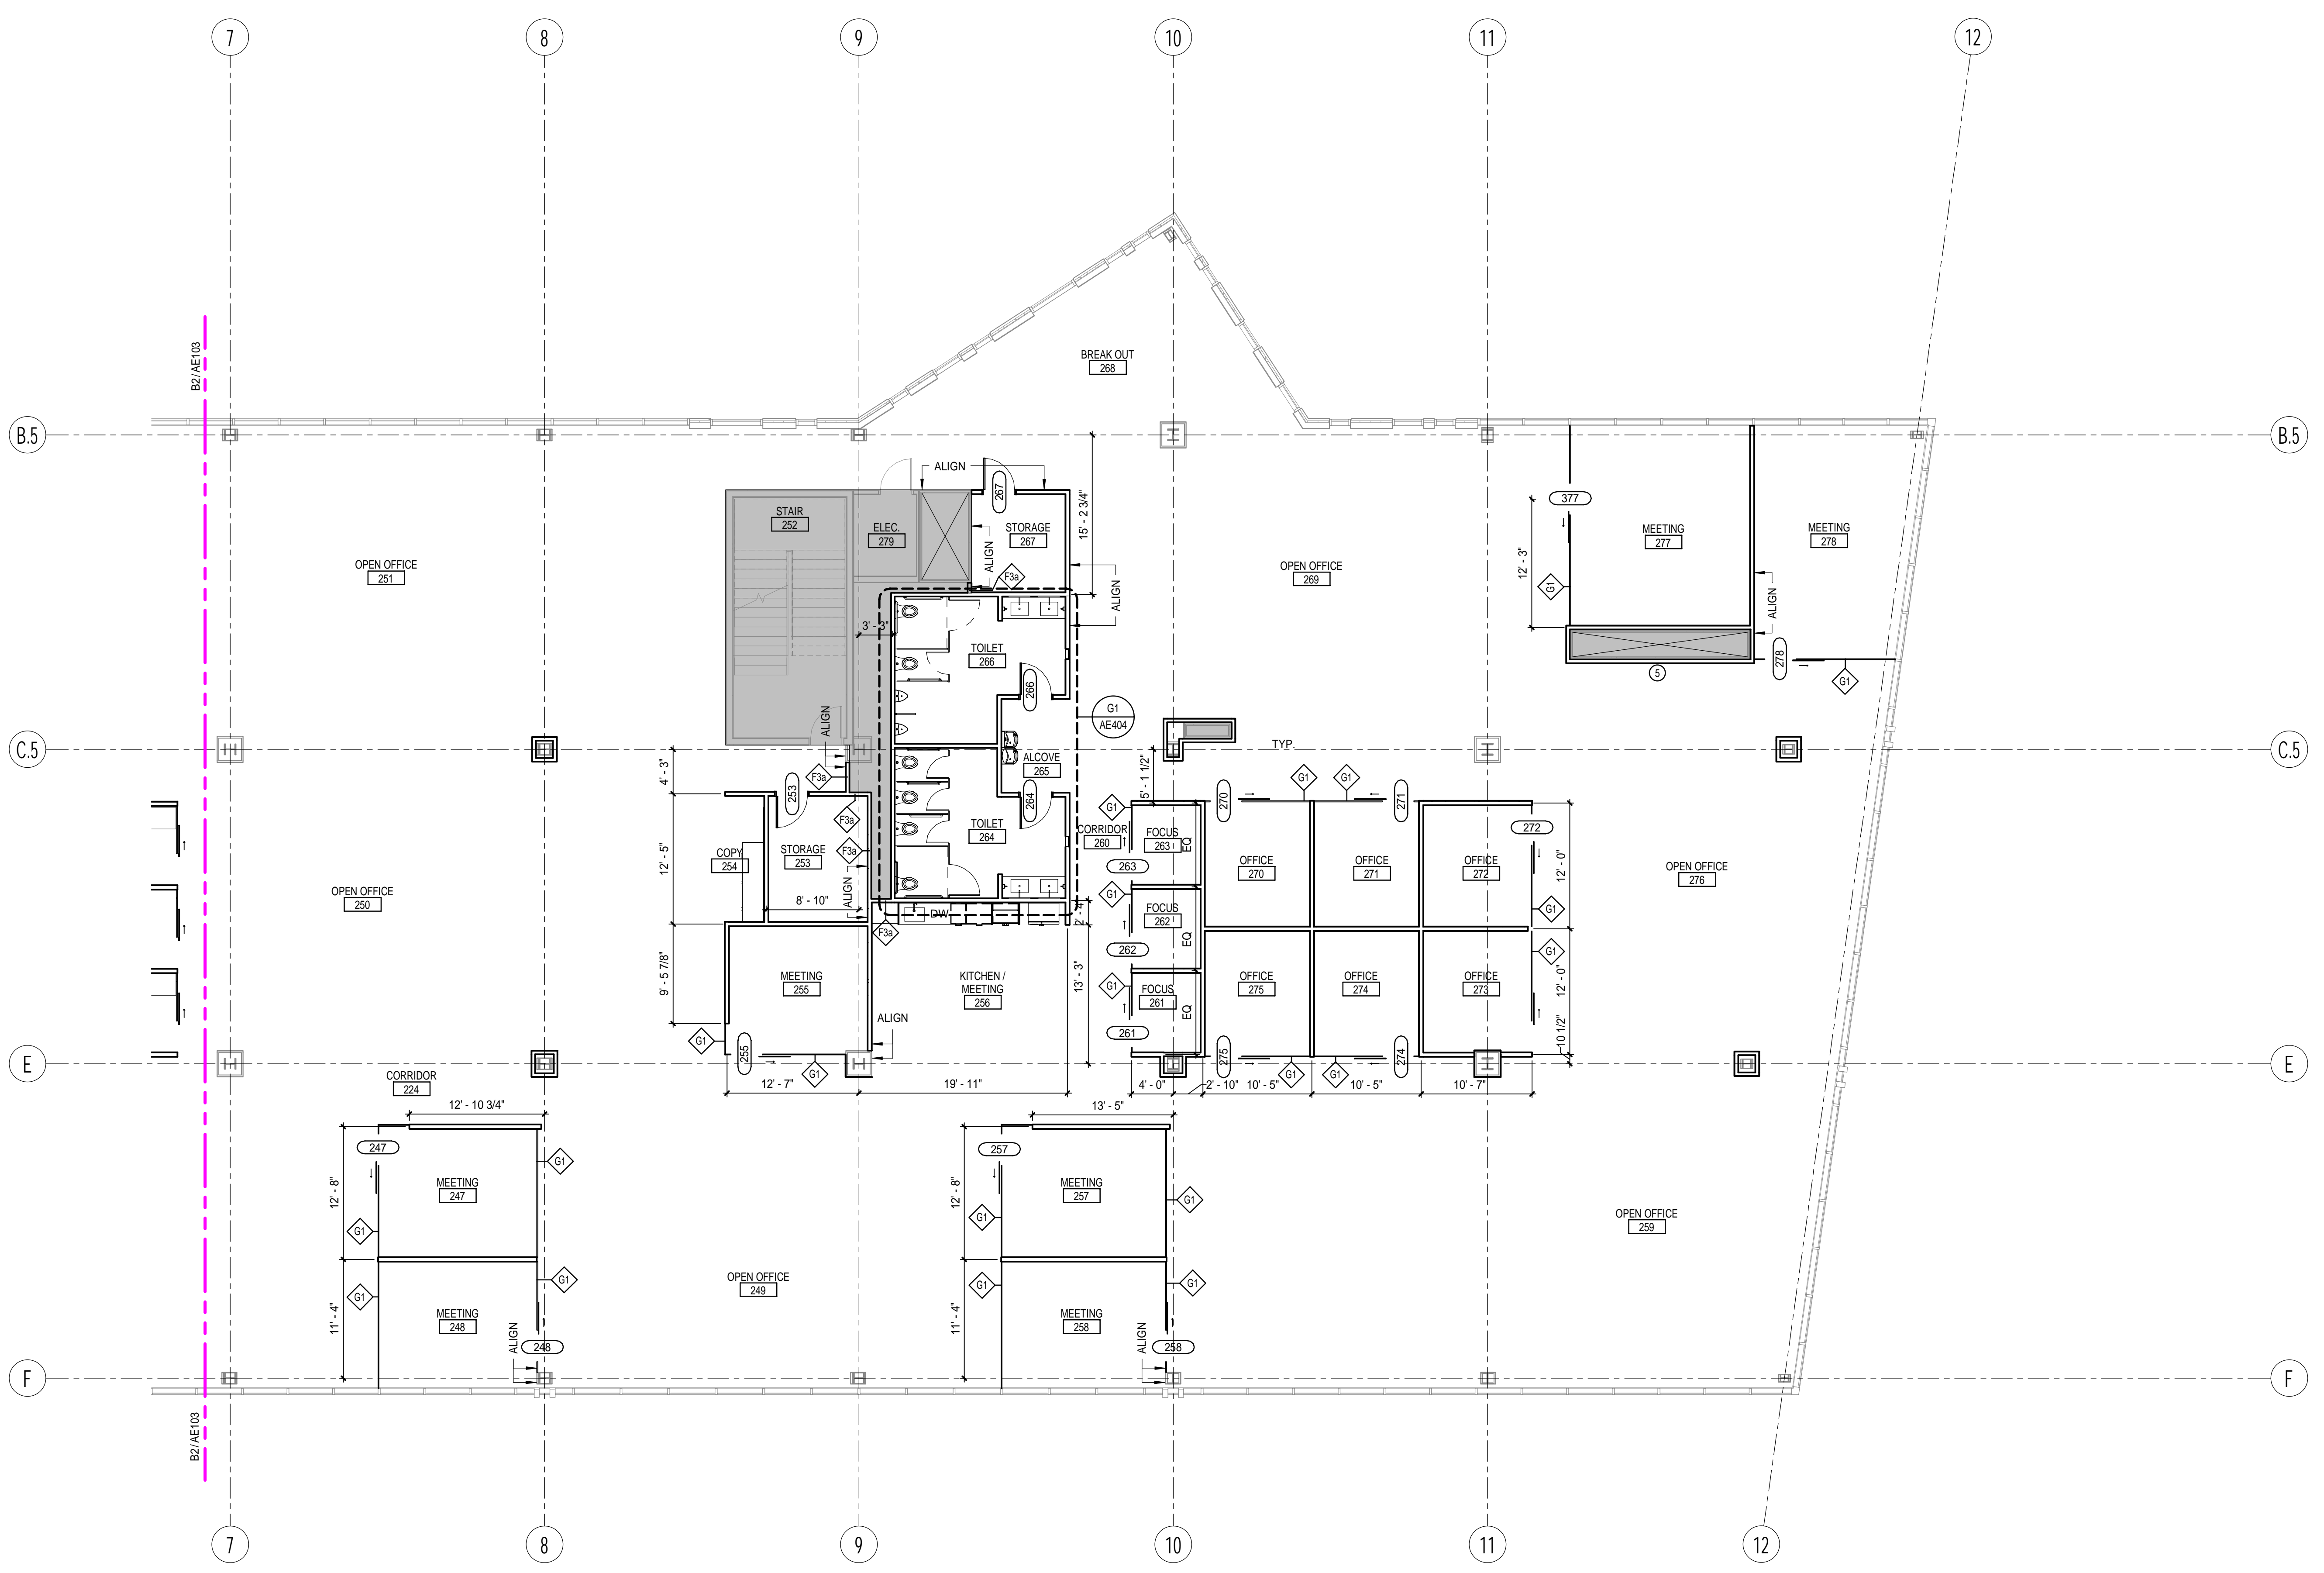 7
8
9
10
11
12
B2 / AE103
BREAK OUT
268
B.5
B.5
ALIGN
267
15' - 2 3/4"
377
STAIR
252
ELEC.
279
STORAGE
267
ALIGN
MEETING
277
MEETING
278
12' - 3"
OPEN OFFICE
251
OPEN OFFICE
269
F3a
G1
ALIGN
ALIGN
3' - 3"
TOILET
266
266
278
5
G1
G1
AE404
ALIGN
C.5
TYP.
C.5
ALCOVE
265
4' - 3"
F3a
253
5' - 1 1/2"
G1
G1
270
271
264
G1
F3a
TOILET
264
CORRIDOR
260
FOCUS
263
EQ
272
12' - 5"
COPY
254
STORAGE
253
F3a
263
OFFICE
270
OFFICE
271
OFFICE
272
12' - 0"
OPEN OFFICE
276
OPEN OFFICE
250
ALIGN
8' - 10"
G1
FOCUS
262
EQ
G1
DW
2' - 4"
F3a
262
G1
9' - 5 7/8"
MEETING
255
KITCHEN /
MEETING
256
13' - 3"
G1
FOCUS
261
EQ
OFFICE
275
OFFICE
274
OFFICE
273
12' - 0"
ALIGN
261
G1
255
G1
275
G1
G1
274
10 1/2"
E
E
CORRIDOR
224
12' - 7"
19' - 11"
4' - 0"
2' - 10"
10' - 5"
10' - 5"
10' - 7"
12' - 10 3/4"
13' - 5"
247
257
12' - 8"
MEETING
247
G1
G1
12' - 8"
MEETING
257
G1
G1
OPEN OFFICE
259
OPEN OFFICE
249
G1
G1
G1
G1
11' - 4"
MEETING
248
ALIGN
248
11' - 4"
MEETING
258
ALIGN
258
F
F
B2 / AE103
7
8
9
10
11
12